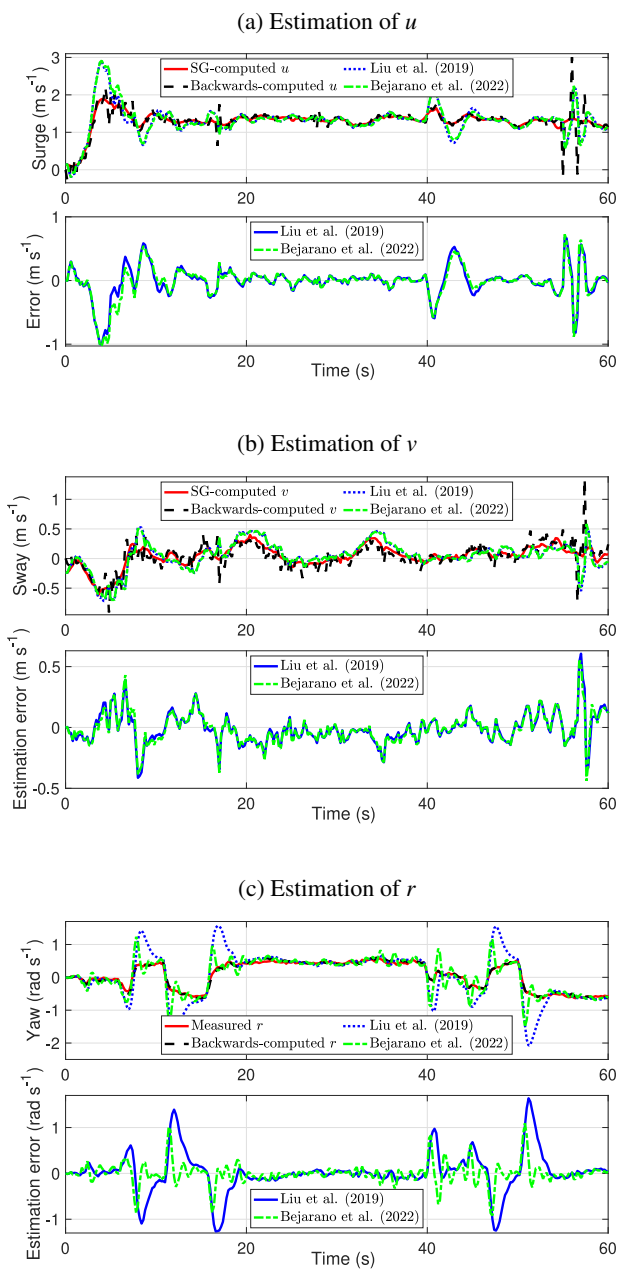 (a) Estimation of u
3
2
1
0
Surge (m s⁻¹)
SG-computed u
Backwards-computed u
Liu et al. (2019)
Bejarano et al. (2022)
0 20 40 60
1
0
-1
Error (m s⁻¹)
Liu et al. (2019)
Bejarano et al. (2022)
0 20 40 60
Time (s)
(b) Estimation of v
1
0.5
0
-0.5
Sway (m s⁻¹)
SG-computed v
Backwards-computed v
Liu et al. (2019)
Bejarano et al. (2022)
0 20 40 60
0.5
0
-0.5
Estimation error (m s⁻¹)
Liu et al. (2019)
Bejarano et al. (2022)
0 20 40 60
Time (s)
(c) Estimation of r
1
0
-1
-2
Yaw (rad s⁻¹)
Measured r
Backwards-computed r
Liu et al. (2019)
Bejarano et al. (2022)
0 20 40 60
1
0
-1
Estimation error (rad s⁻¹)
Liu et al. (2019)
Bejarano et al. (2022)
0 20 40 60
Time (s)